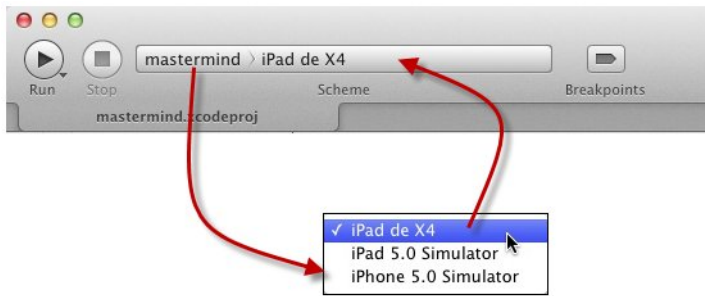 mastermind › iPad de X4
Run Stop Scheme Breakpoints
mastermind.xcodeproj
✓ iPad de X4
iPad 5.0 Simulator
iPhone 5.0 Simulator